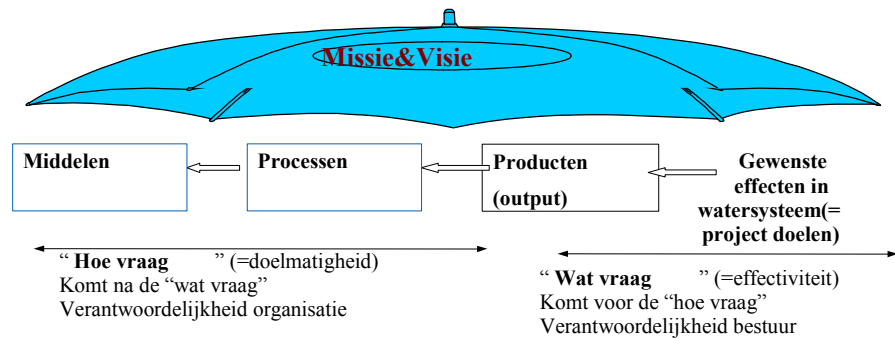 Missie&Visie
Middelen
Processen
Producten
(output)
Gewenste
effecten in
watersysteem(=
project doelen)
“ Hoe vraag ” (=doelmatigheid)
Komt na de “wat vraag”
Verantwoordelijkheid organisatie
“ Wat vraag ” (=effectiviteit)
Komt voor de “hoe vraag”
Verantwoordelijkheid bestuur